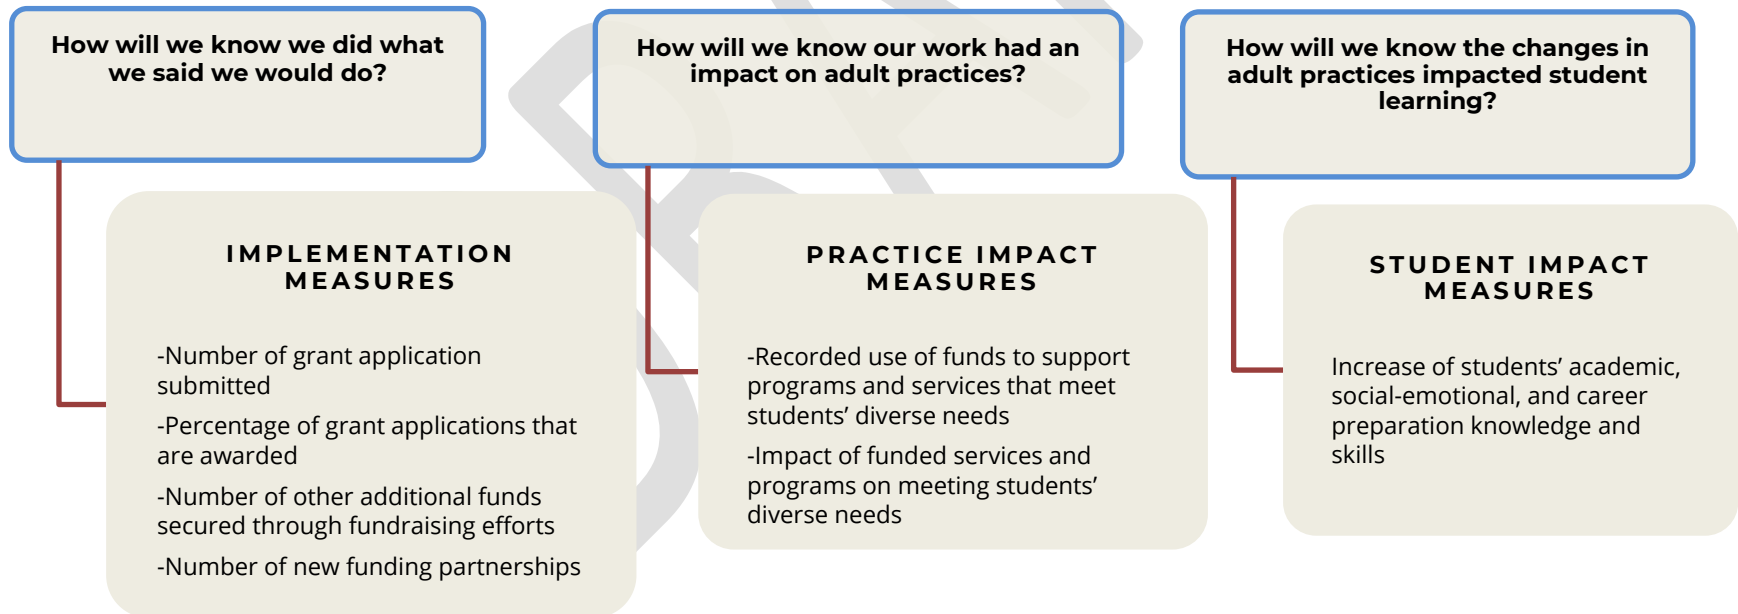 How will we know we did what
we said we would do?
IMPLEMENTATION
MEASURES
-Number of grant application
submitted
-Percentage of grant applications that
are awarded
-Number of other additional funds
secured through fundraising efforts
-Number of new funding partnerships
How will we know our work had an
impact on adult practices?
PRACTICE IMPACT
MEASURES
-Recorded use of funds to support
programs and services that meet
students’ diverse needs
-Impact of funded services and
programs on meeting students’
diverse needs
How will we know the changes in
adult practices impacted student
learning?
STUDENT IMPACT
MEASURES
Increase of students’ academic,
social-emotional, and career
preparation knowledge and
skills